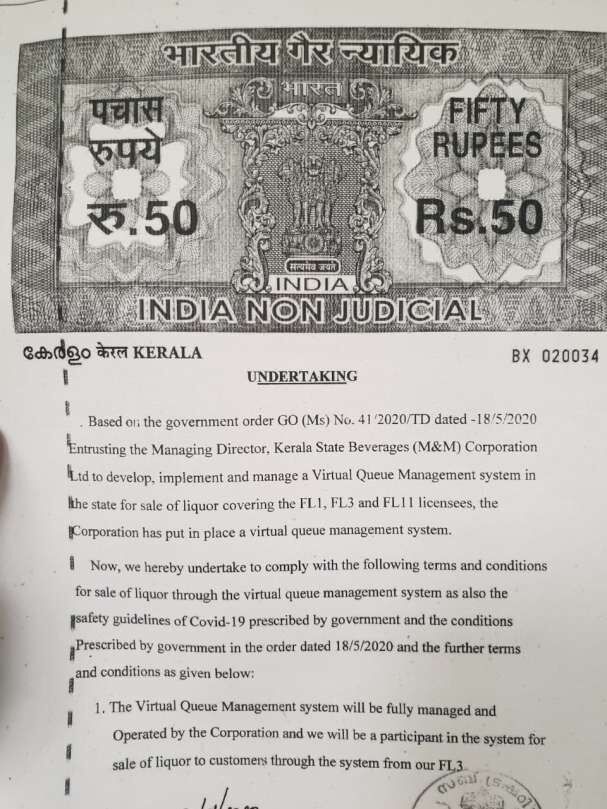 भारतीय गैर न्यायिक
भारत
पचास
रुपये
FIFTY
RUPEES
रु.50
Rs.50
सत्यमेव जयते
INDIA
INDIA NON JUDICIAL
കേരളം केरल KERALA
BX 020034
UNDERTAKING
. Based on the government order GO (Ms) No. 41/2020/TD dated -18/5/2020
Entrusting the Managing Director, Kerala State Beverages (M&M) Corporation
Ltd to develop, implement and manage a Virtual Queue Management system in
the state for sale of liquor covering the FL1, FL3 and FL11 licensees, the
Corporation has put in place a virtual queue management system.
Now, we hereby undertake to comply with the following terms and conditions
for sale of liquor through the virtual queue management system as also the
safety guidelines of Covid-19 prescribed by government and the conditions
Prescribed by government in the order dated 18/5/2020 and the further terms
and conditions as given below:
1. The Virtual Queue Management system will be fully managed and
Operated by the Corporation and we will be a participant in the system for
sale of liquor to customers through the system from our FL3